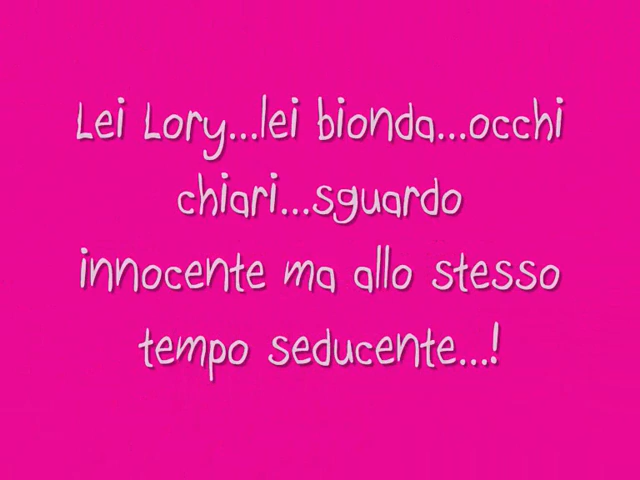 Lei Lory...lei bionda...occhi
chiari...sguardo
innocente ma allo stesso
tempo seducente...!